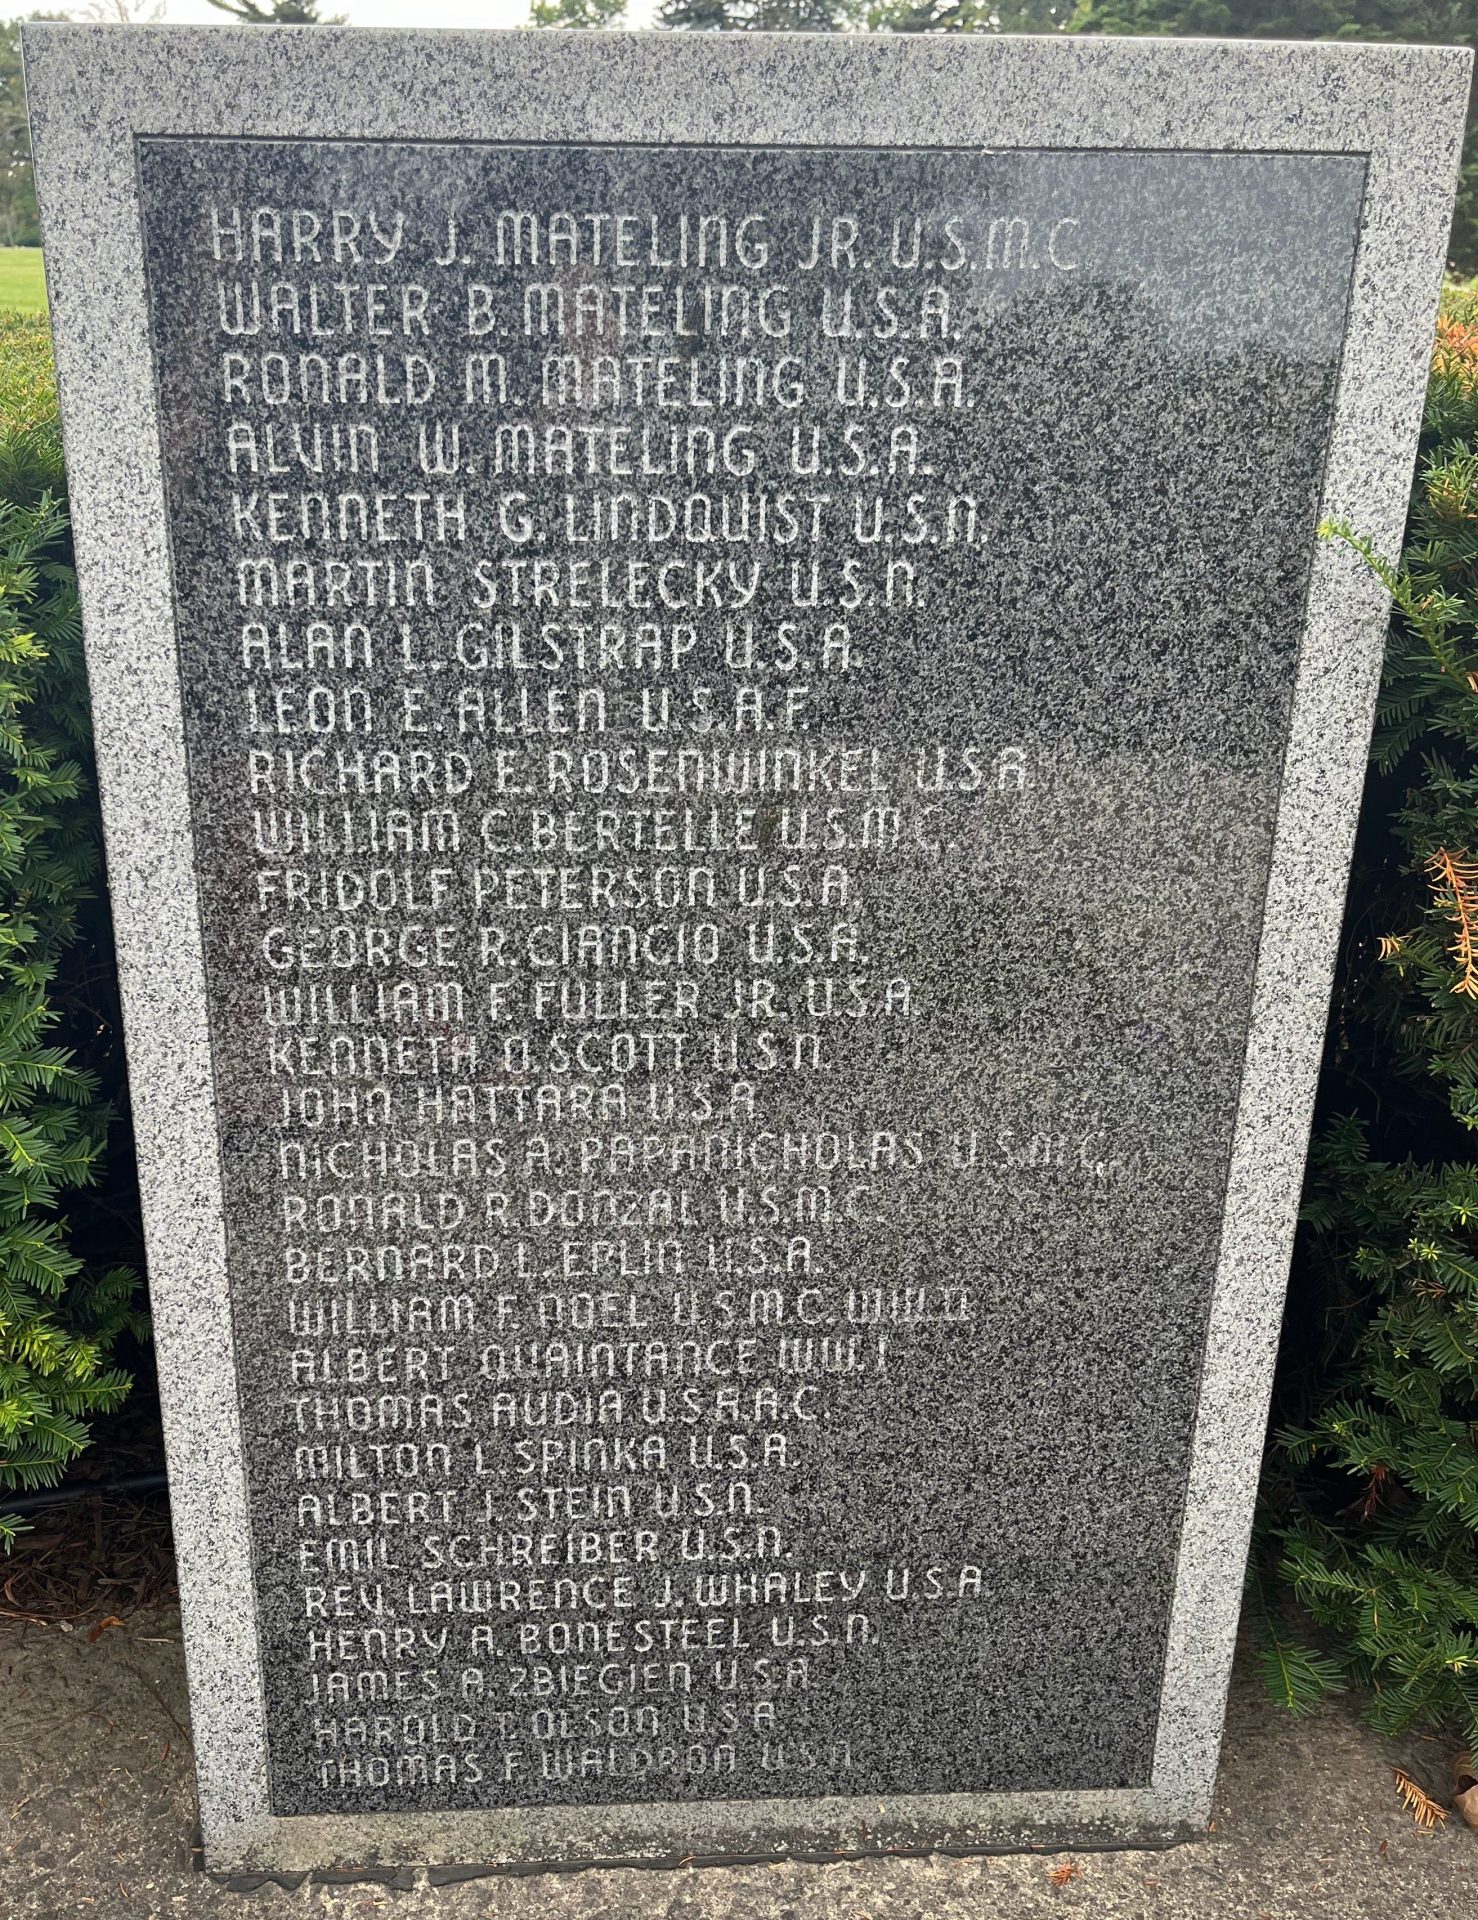 HARRY J. MATELING JR. U.S.M.C.
WALTER B. MATELING U.S.A.
RONALD M. MATELING U.S.A.
ALVIN W. MATELING U.S.A.
KENNETH G. LINDQUIST U.S.N.
MARTIN STRELECKY U.S.N.
ALAN L. GILSTRAP U.S.A.
LEON E. ALLEN U.S.A.F.
RICHARD E. ROSENWINKEL U.S.A.
WILLIAM C. BERTELLE U.S.M.C.
FRIDOLF PETERSON U.S.A.
GEORGE R. CIANCIO U.S.A.
WILLIAM F. FULLER JR. U.S.A.
KENNETH O. SCOTT U.S.N.
JOHN HATTARA U.S.A.
NICHOLAS A. PAPANICHOLAS U.S.M.C.
RONALD R. DONZAL U.S.M.C.
BERNARD L. EPLIN U.S.A.
WILLIAM F. NOEL U.S.M.C. WW.II
ALBERT QUAINTANCE WW.I
THOMAS AUDIA U.S.A.A.C.
MILTON L. SPINKA U.S.A.
ALBERT J. STEIN U.S.N.
EMIL SCHREIBER U.S.N.
REV. LAWRENCE J. WHALEY U.S.A
HENRY A. BONESTEEL U.S.N.
JAMES A. ZBIEGIEN U.S.A
HAROLD T. OLSON U.S.A
THOMAS F. WALDRON U.S.A.